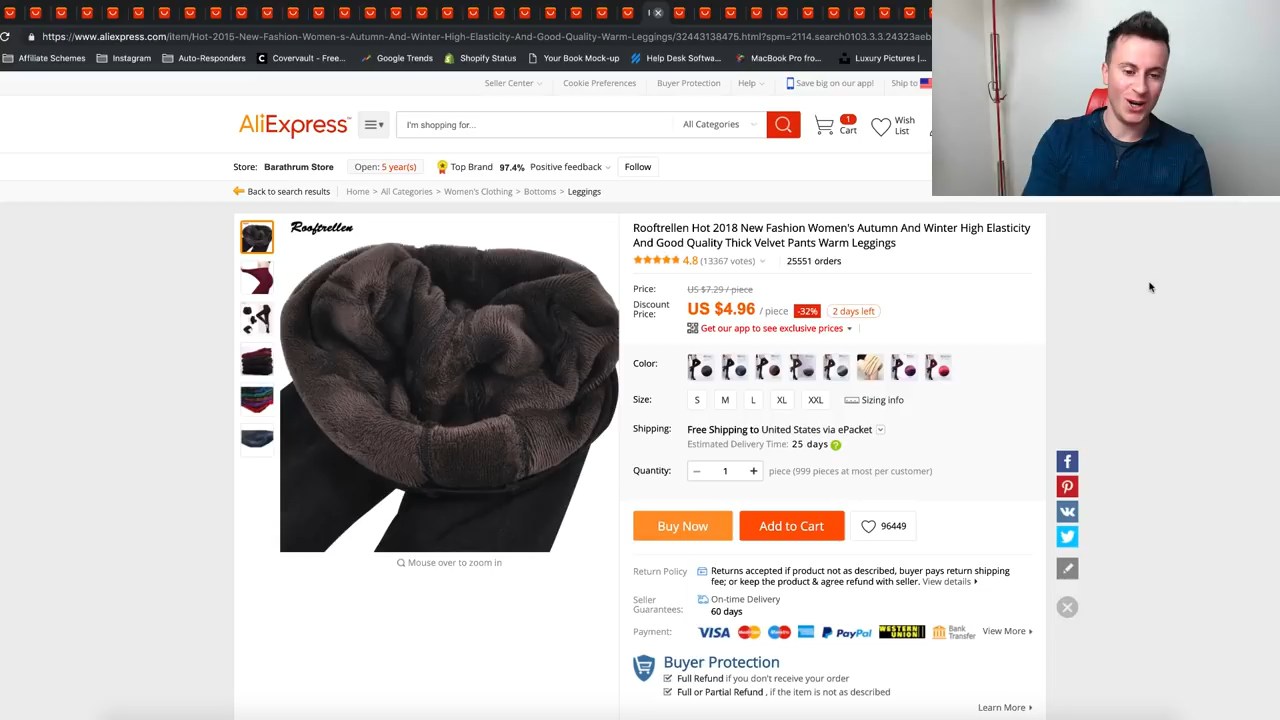 https://www.aliexpress.com/item/Hot-2015-New-Fashion-Women-s-Autumn-And-Winter-High-Elasticity-And-Good-Quality-Warm-Leggings/32443138475.html?spm=2114.search0103.3.3.24323aeb
Affiliate Schemes Instagram Auto-Responders Covervault - Free... Google Trends Shopify Status Your Book Mock-up Help Desk Softwa... MacBook Pro fro... Luxury Pictures |...
Seller Center Cookie Preferences Buyer Protection Help Save big on our app! Ship to
AliExpress™ I'm shopping for... All Categories 1 Cart Wish List
Store: Barathrum Store Open: 5 year(s) Top Brand 97.4% Positive feedback Follow
Back to search results Home > All Categories > Women's Clothing > Bottoms > Leggings
Rooftrellen
Rooftrellen Hot 2018 New Fashion Women's Autumn And Winter High Elasticity
And Good Quality Thick Velvet Pants Warm Leggings
4.8 (13367 votes) 25551 orders
Price: US $7.29 / piece
Discount Price: US $4.96 / piece -32% 2 days left
Get our app to see exclusive prices
Color:
Size: S M L XL XXL Sizing info
Shipping: Free Shipping to United States via ePacket
Estimated Delivery Time: 25 days
Quantity: 1 piece (999 pieces at most per customer)
Buy Now Add to Cart 96449
Mouse over to zoom in
Return Policy Returns accepted if product not as described, buyer pays return shipping
fee; or keep the product & agree refund with seller. View details
Seller Guarantees: On-time Delivery
60 days
Payment: VISA PayPal WESTERN UNION Bank Transfer View More
Buyer Protection
Full Refund if you don't receive your order
Full or Partial Refund , if the item is not as described
Learn More